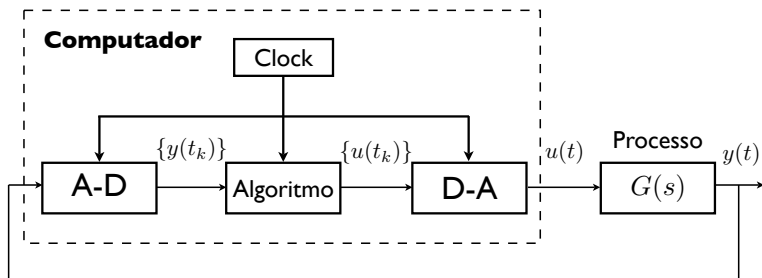 Computador
Clock
{y(t_k)}
{u(t_k)}
u(t)
Processo
y(t)
A-D
Algoritmo
D-A
G(s)